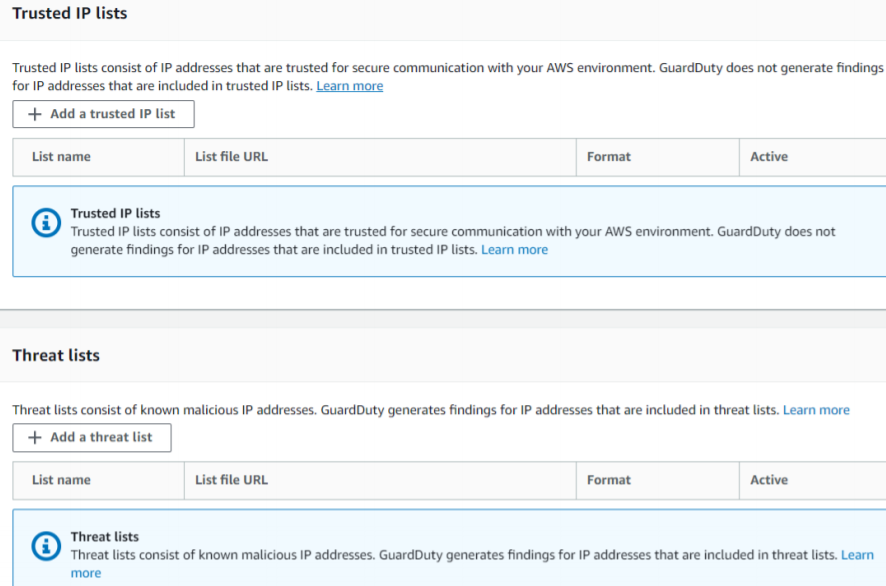 Trusted IP lists
Trusted IP lists consist of IP addresses that are trusted for secure communication with your AWS environment. GuardDuty does not generate findings
for IP addresses that are included in trusted IP lists. Learn more
+ Add a trusted IP list
List name List file URL Format Active
Trusted IP lists
Trusted IP lists consist of IP addresses that are trusted for secure communication with your AWS environment. GuardDuty does not
generate findings for IP addresses that are included in trusted IP lists. Learn more
Threat lists
Threat lists consist of known malicious IP addresses. GuardDuty generates findings for IP addresses that are included in threat lists. Learn more
+ Add a threat list
List name List file URL Format Active
Threat lists
Threat lists consist of known malicious IP addresses. GuardDuty generates findings for IP addresses that are included in threat lists. Learn
more